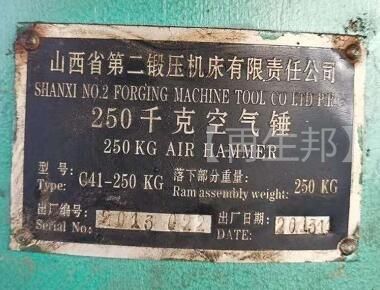 山西省第二锻压机床有限责任公司
SHANXI NO.2 FORGING MACHINE TOOL CO LTD P.R.
250千克空气锤
250 KG AIR HAMMER
型号: C41-250 KG 落下部分重量: 250 KG
Type: Ram assembly weight:
出厂编号: 2013 022 出厂日期:
Serial No: DATE: